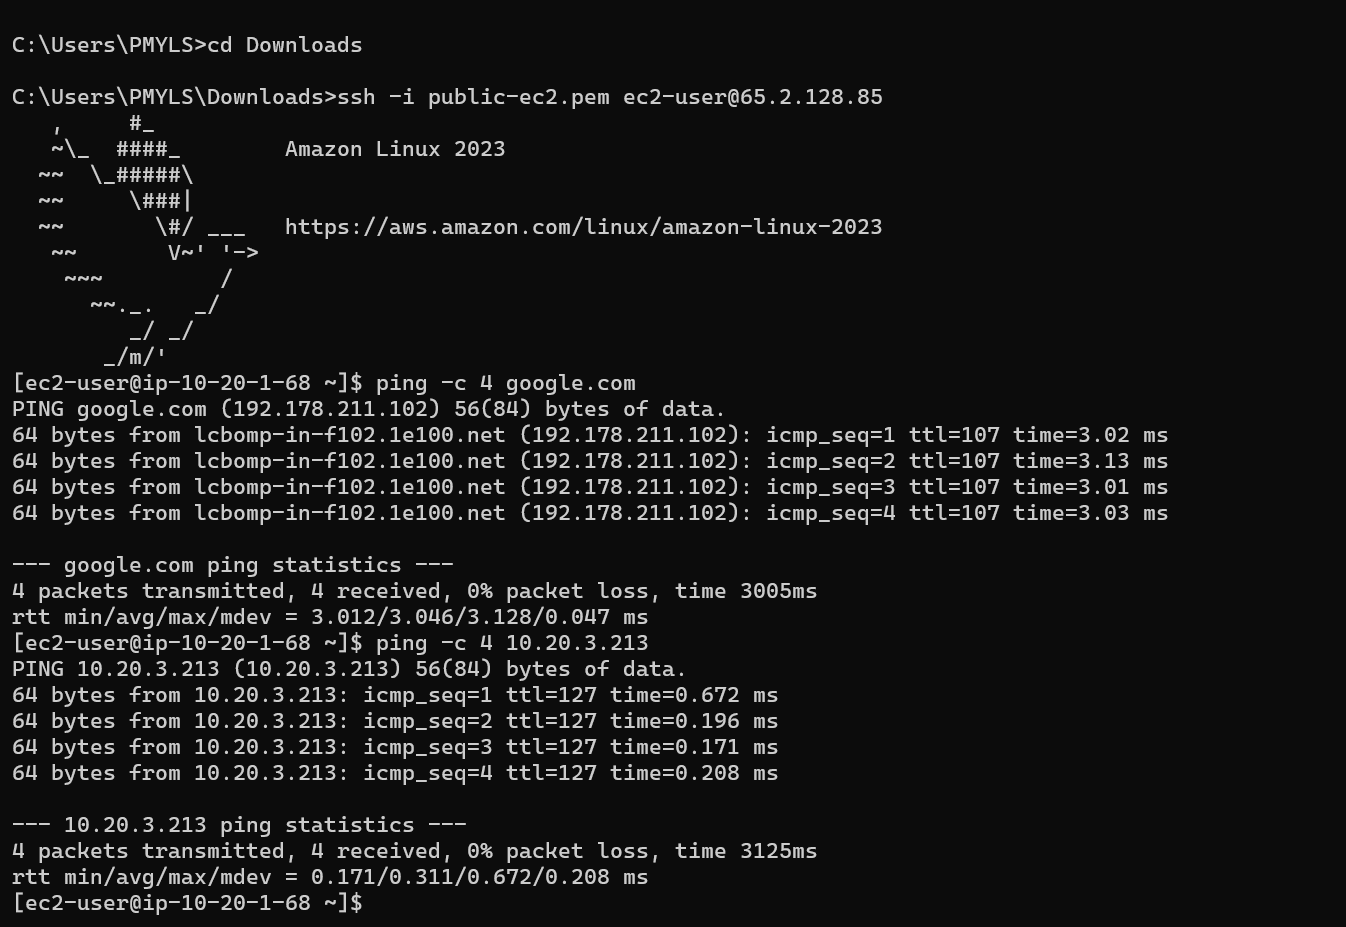 C:\Users\PMYLS>cd Downloads

C:\Users\PMYLS\Downloads>ssh -i public-ec2.pem ec2-user@65.2.128.85
   ,     #_
   ~\_  ####_        Amazon Linux 2023
  ~~  \_#####\
  ~~     \###|
  ~~       \#/ ___   https://aws.amazon.com/linux/amazon-linux-2023
   ~~       V~' '->
    ~~~         /
      ~~._.   _/
         _/ _/
       _/m/'
[ec2-user@ip-10-20-1-68 ~]$ ping -c 4 google.com
PING google.com (192.178.211.102) 56(84) bytes of data.
64 bytes from lcbomp-in-f102.1e100.net (192.178.211.102): icmp_seq=1 ttl=107 time=3.02 ms
64 bytes from lcbomp-in-f102.1e100.net (192.178.211.102): icmp_seq=2 ttl=107 time=3.13 ms
64 bytes from lcbomp-in-f102.1e100.net (192.178.211.102): icmp_seq=3 ttl=107 time=3.01 ms
64 bytes from lcbomp-in-f102.1e100.net (192.178.211.102): icmp_seq=4 ttl=107 time=3.03 ms

--- google.com ping statistics ---
4 packets transmitted, 4 received, 0% packet loss, time 3005ms
rtt min/avg/max/mdev = 3.012/3.046/3.128/0.047 ms
[ec2-user@ip-10-20-1-68 ~]$ ping -c 4 10.20.3.213
PING 10.20.3.213 (10.20.3.213) 56(84) bytes of data.
64 bytes from 10.20.3.213: icmp_seq=1 ttl=127 time=0.672 ms
64 bytes from 10.20.3.213: icmp_seq=2 ttl=127 time=0.196 ms
64 bytes from 10.20.3.213: icmp_seq=3 ttl=127 time=0.171 ms
64 bytes from 10.20.3.213: icmp_seq=4 ttl=127 time=0.208 ms

--- 10.20.3.213 ping statistics ---
4 packets transmitted, 4 received, 0% packet loss, time 3125ms
rtt min/avg/max/mdev = 0.171/0.311/0.672/0.208 ms
[ec2-user@ip-10-20-1-68 ~]$